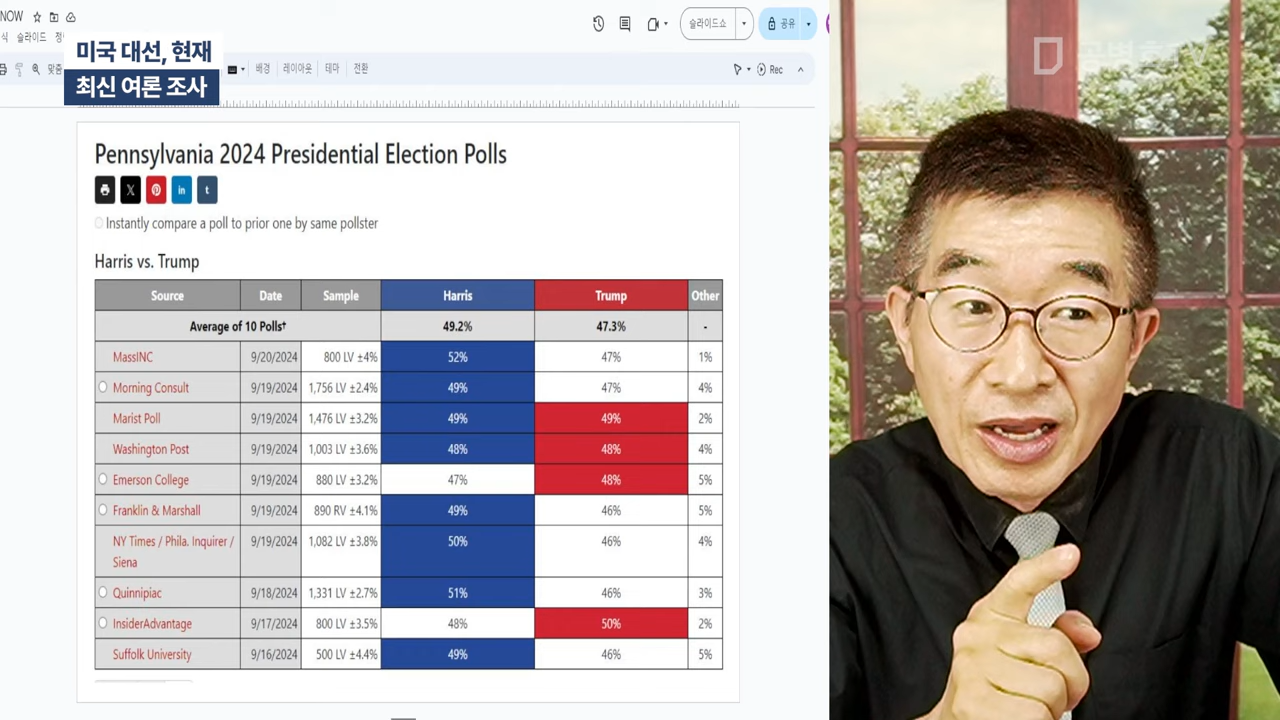 NOW
슬라이드
미국 대선, 현재
최신 여론 조사
맞춤
배경
레이아웃
테마
전환
슬라이드쇼
공유
Rec
공병호TV
Pennsylvania 2024 Presidential Election Polls
Instantly compare a poll to prior one by same pollster
Harris vs. Trump
Source Date Sample Harris Trump Other
Average of 10 Polls† 49.2% 47.3% -
MassINC 9/20/2024 800 LV ±4% 52% 47% 1%
Morning Consult 9/19/2024 1,756 LV ±2.4% 49% 47% 4%
Marist Poll 9/19/2024 1,476 LV ±3.2% 49% 49% 2%
Washington Post 9/19/2024 1,003 LV ±3.6% 48% 48% 4%
Emerson College 9/19/2024 880 LV ±3.2% 47% 48% 5%
Franklin & Marshall 9/19/2024 890 RV ±4.1% 49% 46% 5%
NY Times / Phila. Inquirer / 9/19/2024 1,082 LV ±3.8% 50% 46% 4%
Siena
Quinnipiac 9/18/2024 1,331 LV ±2.7% 51% 46% 3%
InsiderAdvantage 9/17/2024 800 LV ±3.5% 48% 50% 2%
Suffolk University 9/16/2024 500 LV ±4.4% 49% 46% 5%